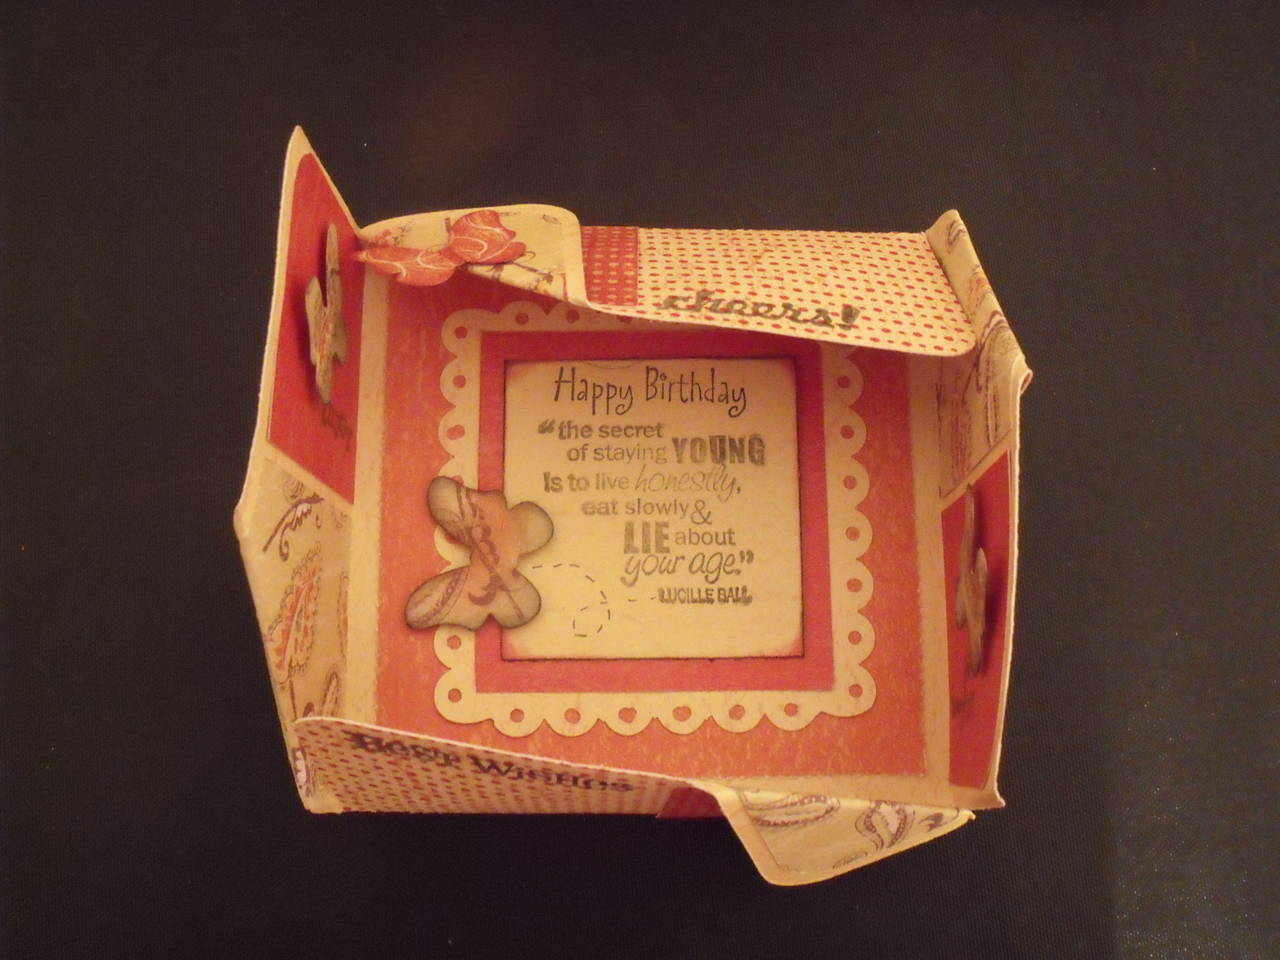 cheers!
Happy Birthday
“the secret
of staying YOUNG
Is to live honestly,
eat slowly &
LIE about
your age.”
LUCILLE BALL
Best Wishes